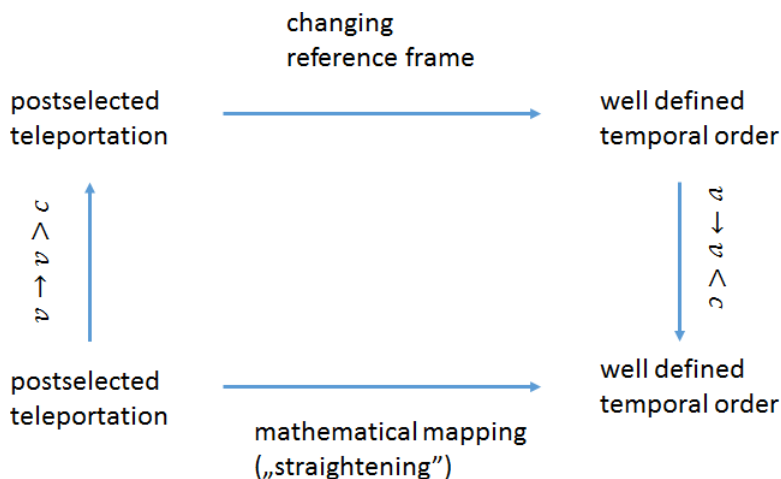 changing
reference frame
postselected
teleportation
well defined
temporal order
v → v > c
v → v < c
postselected
teleportation
well defined
temporal order
mathematical mapping
(„straightening”)